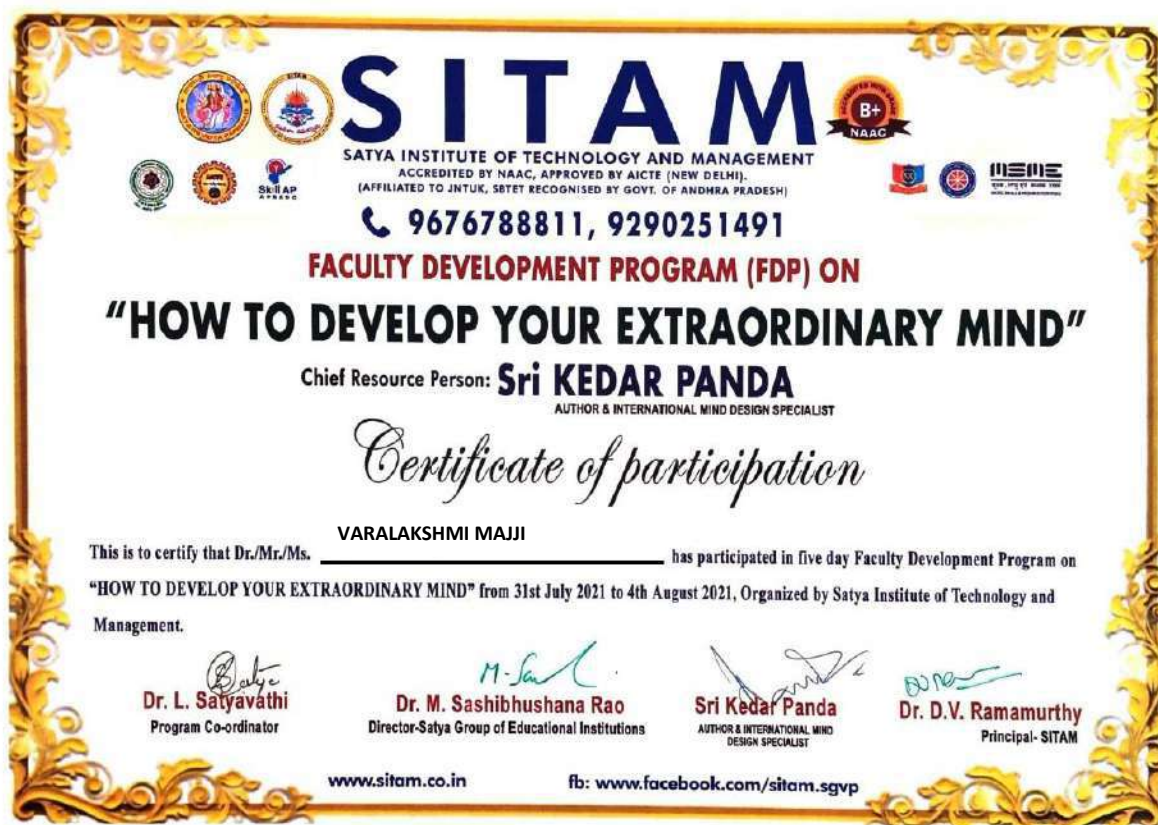 SITAM
SITAM
ACCREDITED WITH GRADE
B+
NAAC
SATYA INSTITUTE OF TECHNOLOGY AND MANAGEMENT
ACCREDITED BY NAAC, APPROVED BY AICTE (NEW DELHI).
(AFFILIATED TO JNTUK, SBTET RECOGNISED BY GOVT. OF ANDHRA PRADESH)
Skill AP
APSSDC
MSME
9676788811, 9290251491
FACULTY DEVELOPMENT PROGRAM (FDP) ON
"HOW TO DEVELOP YOUR EXTRAORDINARY MIND"
Chief Resource Person: Sri KEDAR PANDA
AUTHOR & INTERNATIONAL MIND DESIGN SPECIALIST
Certificate of participation
VARALAKSHMI MAJJI
This is to certify that Dr./Mr./Ms. has participated in five day Faculty Development Program on
"HOW TO DEVELOP YOUR EXTRAORDINARY MIND" from 31st July 2021 to 4th August 2021, Organized by Satya Institute of Technology and
Management.
Dr. L. Satyavathi
Program Co-ordinator
Dr. M. Sashibhushana Rao
Director-Satya Group of Educational Institutions
Sri Kedar Panda
AUTHOR & INTERNATIONAL MIND
DESIGN SPECIALIST
Dr. D.V. Ramamurthy
Principal- SITAM
www.sitam.co.in fb: www.facebook.com/sitam.sgvp